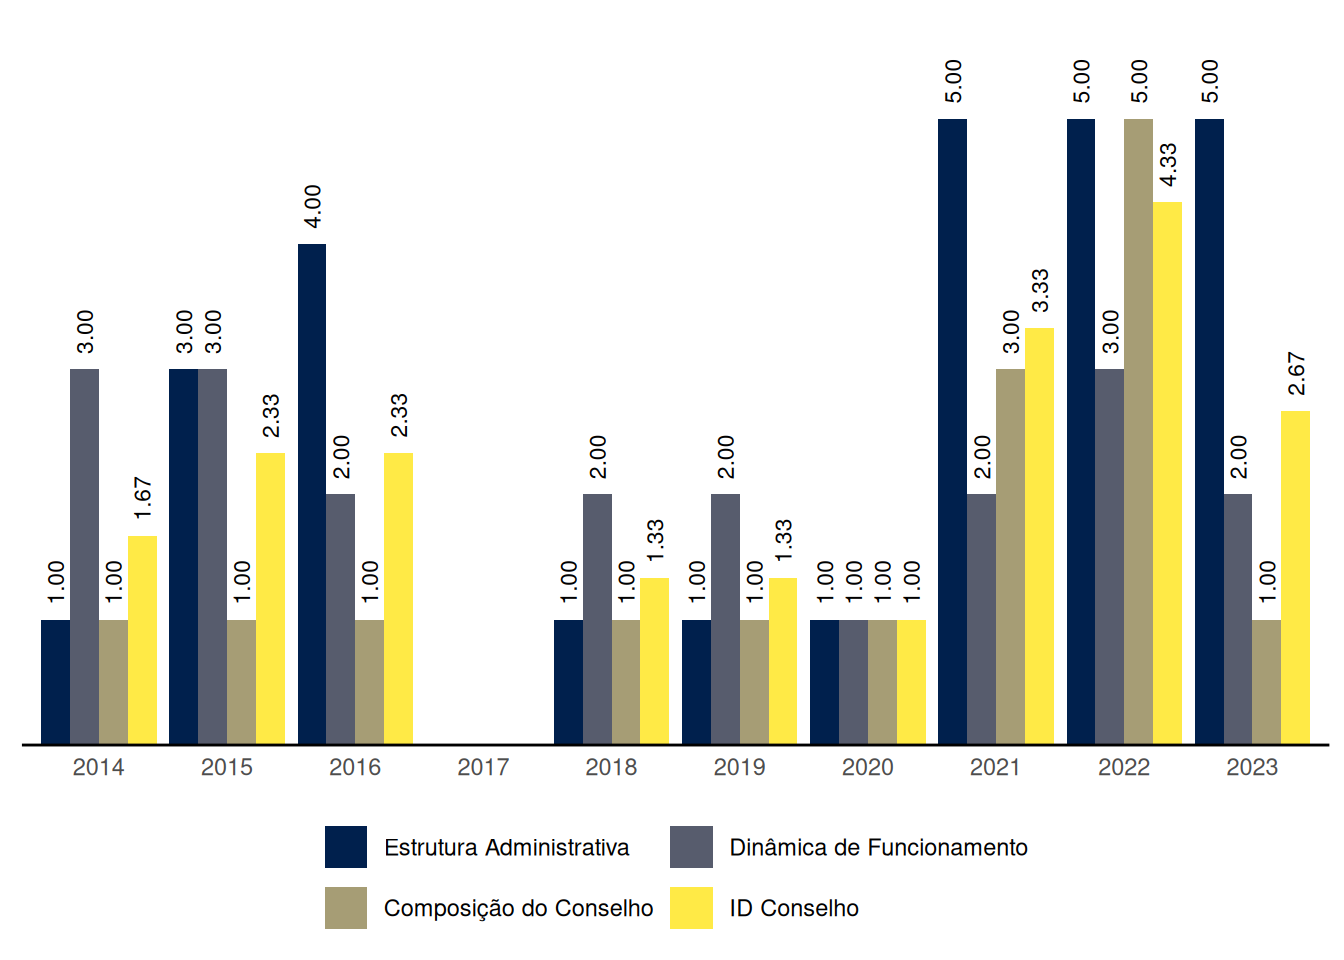 5.00 5.00 5.00 5.00
4.33
4.00
3.33
3.00 3.00 3.00 3.00 3.00
2.67
2.33 2.33
2.00 2.00 2.00 2.00 2.00
1.67
1.33 1.33
1.00 1.00 1.00 1.00 1.00 1.00 1.00 1.00 1.00 1.00 1.00 1.00 1.00
2014 2015 2016 2017 2018 2019 2020 2021 2022 2023
Estrutura Administrativa Dinâmica de Funcionamento
Composição do Conselho ID Conselho